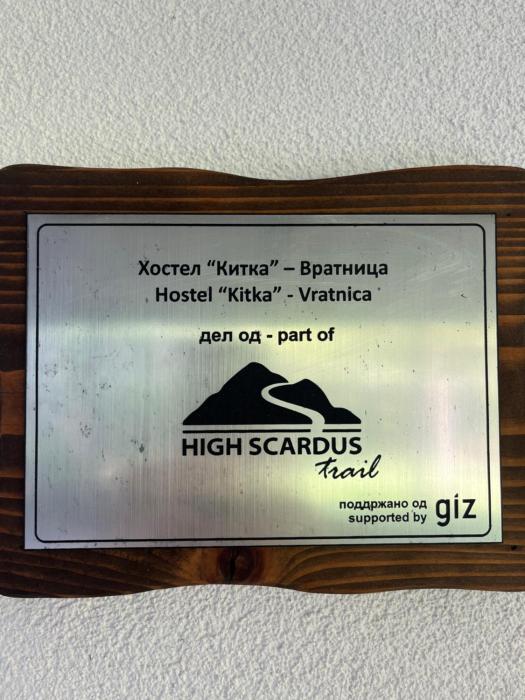 Хостел “Китка” – Вратница
Hostel “Kitka” - Vratnica
дел од - part of
HIGH SCARDUS
trail
поддржано од
supported by
giz